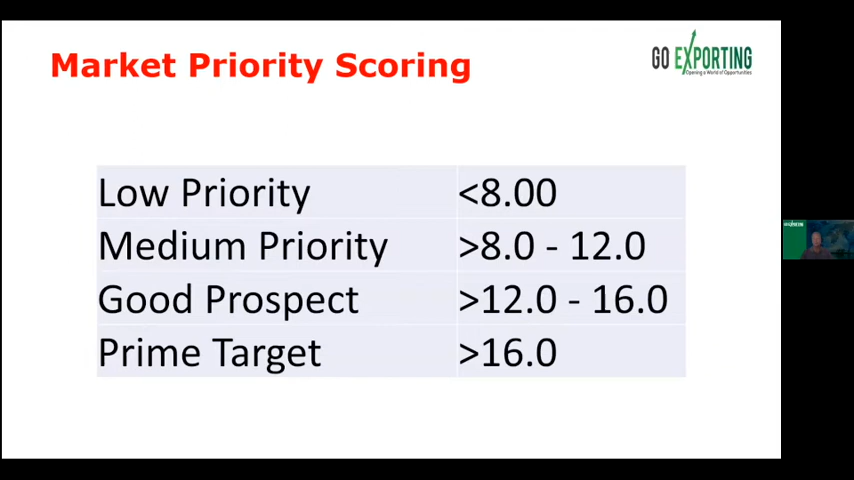 Market Priority Scoring
GO EXPORTING
Opening a World of Opportunities
Low Priority <8.00
Medium Priority >8.0 - 12.0
Good Prospect >12.0 - 16.0
Prime Target >16.0